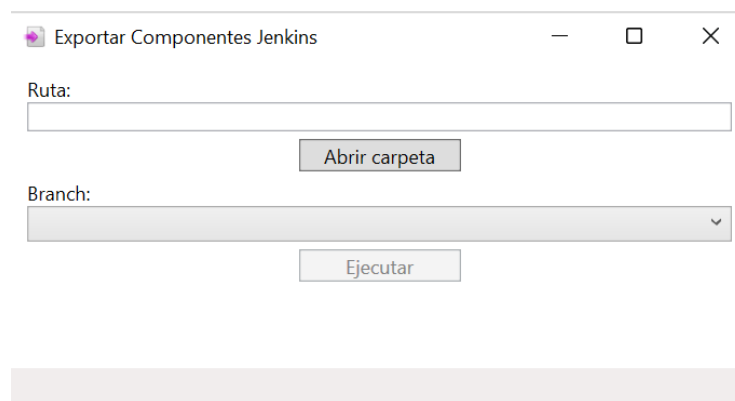 Exportar Componentes Jenkins
Ruta:
Abrir carpeta
Branch:
Ejecutar